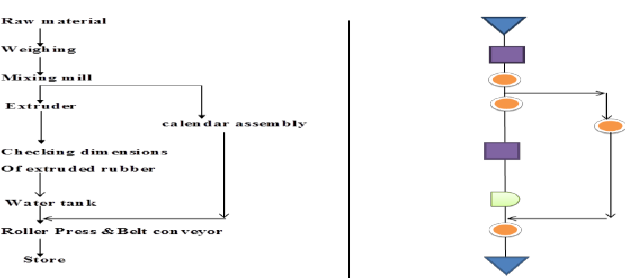 Raw material
Weighing
Mixing mill
Extruder
calendar assembly
Checking dimensions
Of extruded rubber
Water tank
Roller Press & Belt conveyor
Store